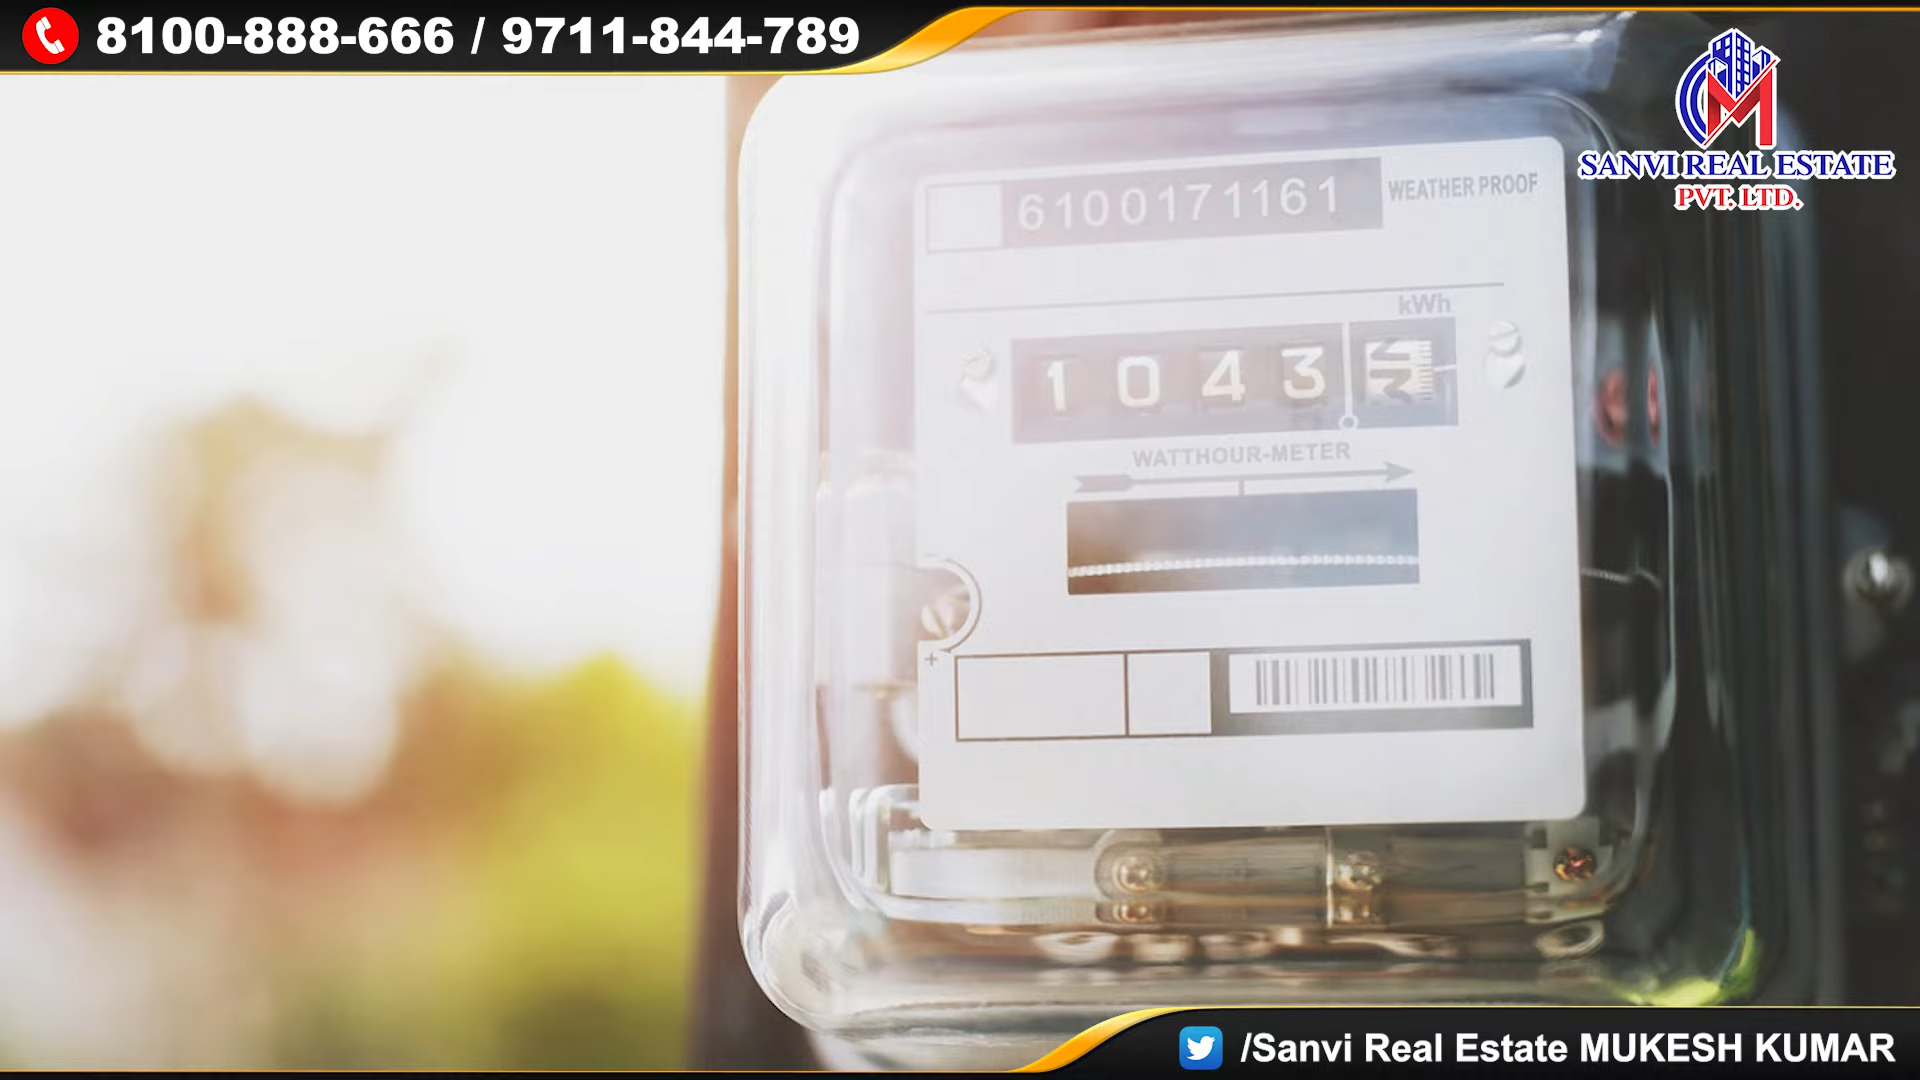 8100-888-666 / 9711-844-789
SANVI REAL ESTATE
PVT. LTD.
6100171161
WEATHER PROOF
kWh
1 0 4 3
WATTHOUR-METER
/Sanvi Real Estate MUKESH KUMAR